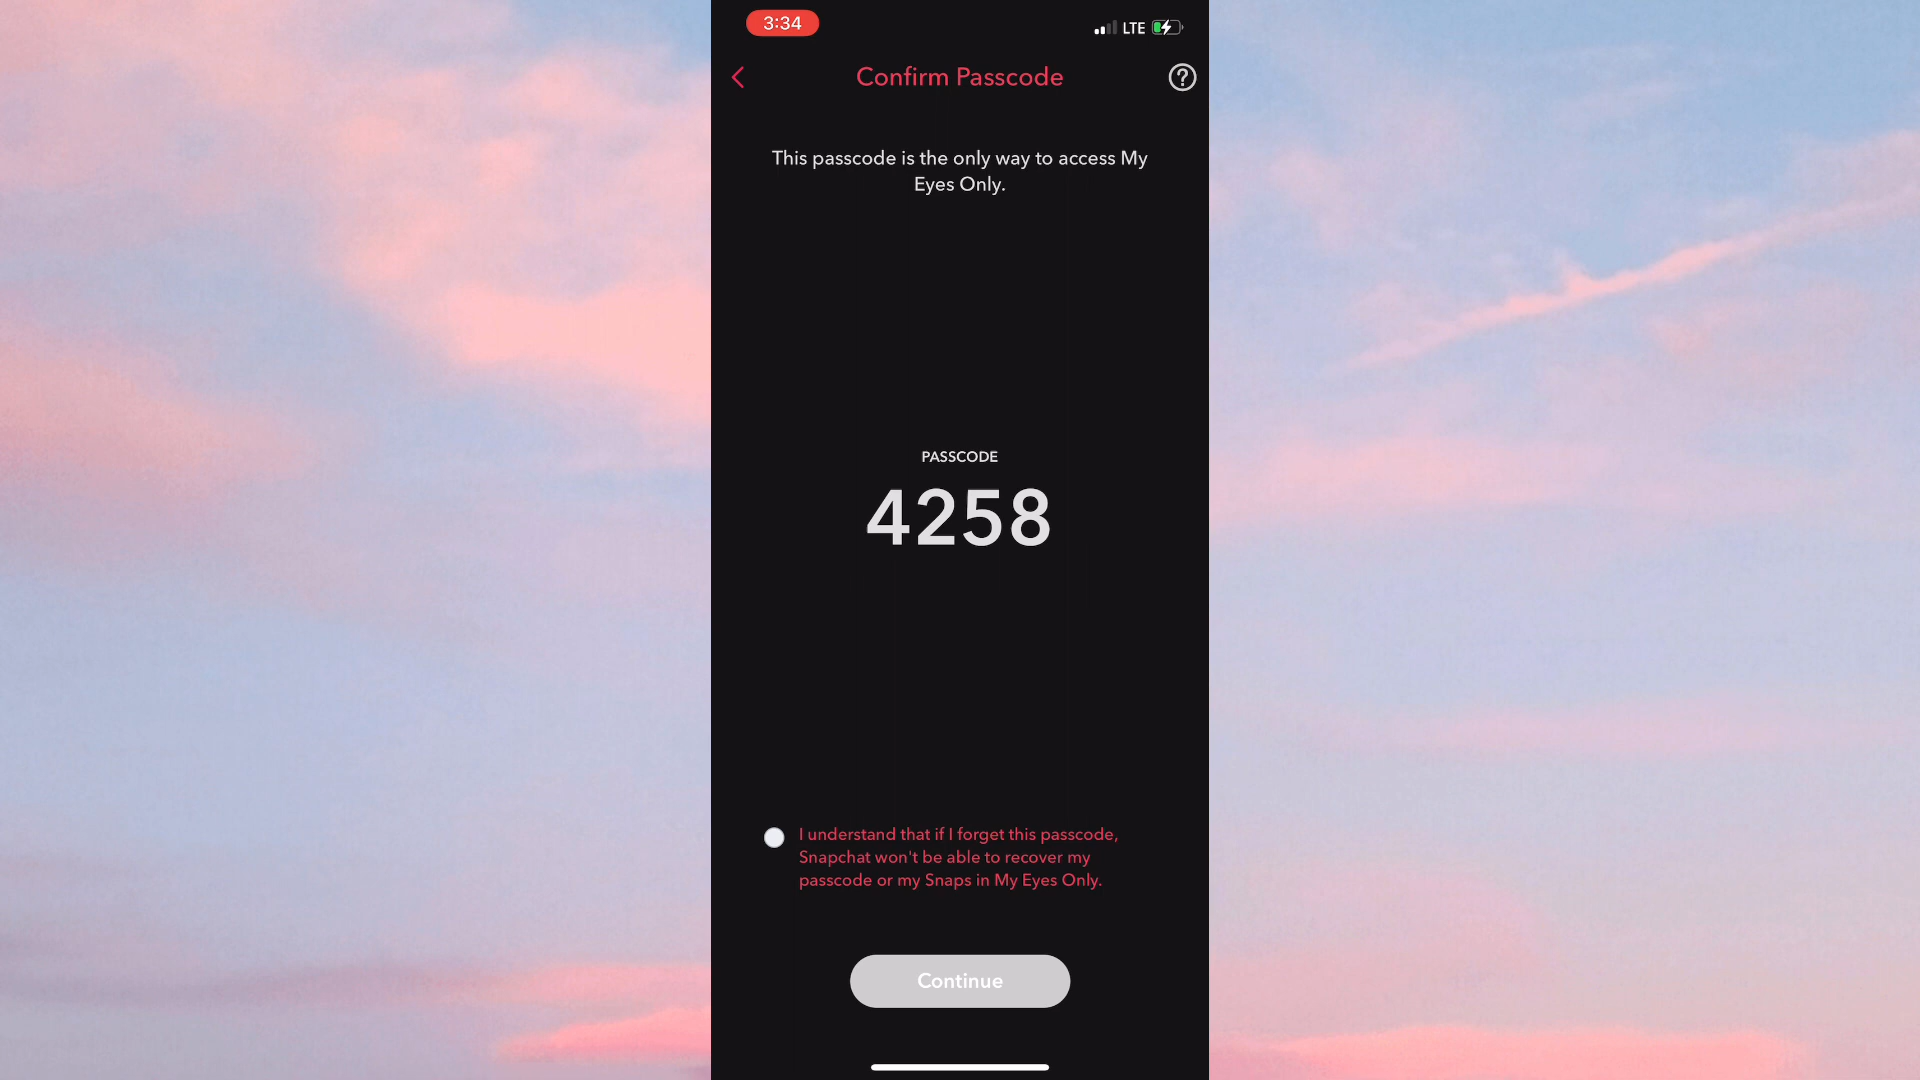 3:34
LTE
Confirm Passcode
?
This passcode is the only way to access My
Eyes Only.
PASSCODE
4258
I understand that if I forget this passcode,
Snapchat won't be able to recover my
passcode or my Snaps in My Eyes Only.
Continue